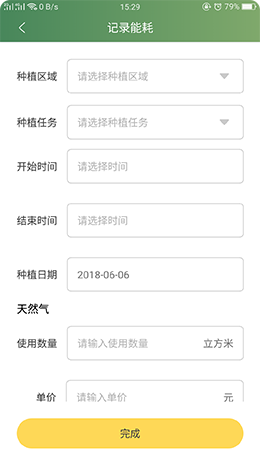 0 B/s 15:29 79%
记录能耗
种植区域 请选择种植区域
种植任务 请选择种植任务
开始时间 请选择时间
结束时间 请选择时间
种植日期 2018-06-06
天然气
使用数量 请输入使用数量 立方米
单价 请输入单价 元
完成